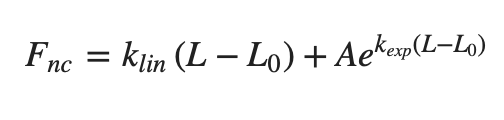 F_{nc} = k_{lin} (L − L_0) + Ae^{k_{exp}(L−L_0)}